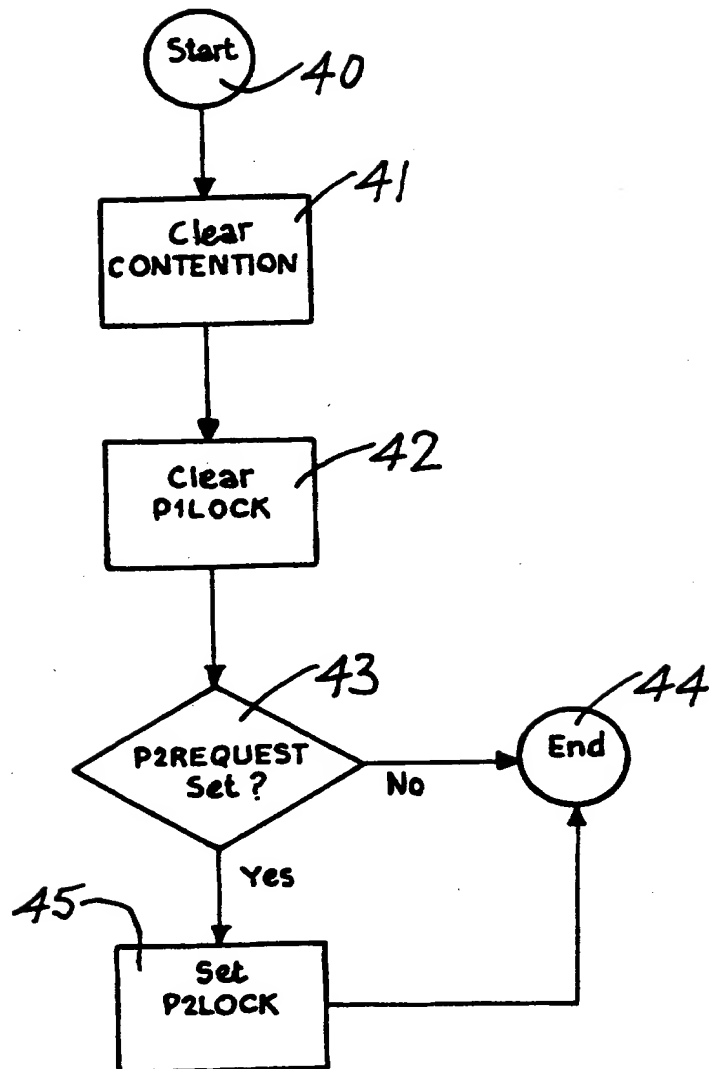 Start
40
41
Clear
CONTENTION
42
Clear
P1LOCK
43
44
P2REQUEST
Set ?
End
No
Yes
45
Set
P2LOCK